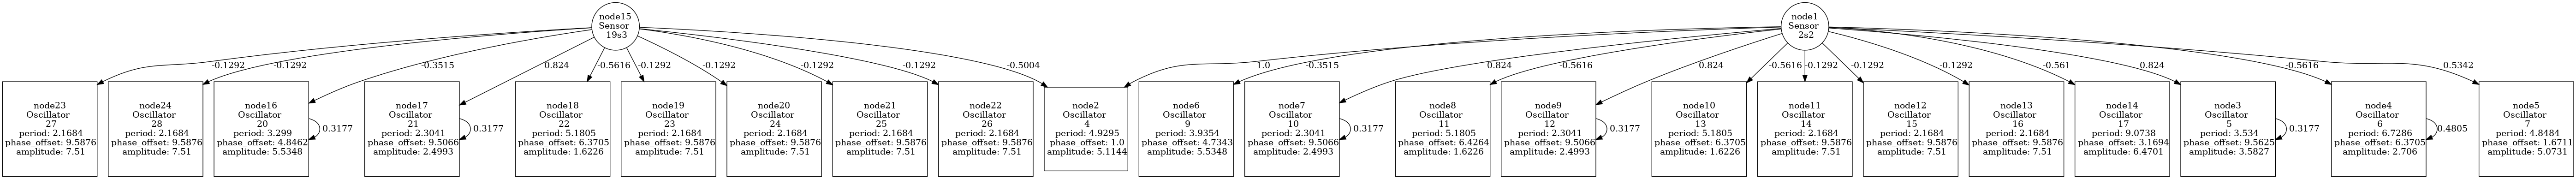 node15
Sensor
19s3
node1
Sensor
2s2
-0.1292
-0.1292
-0.3515
0.824
-0.5616
-0.1292
-0.1292
-0.1292
-0.1292
-0.5004
1.0
-0.3515
0.824
-0.5616
0.824
-0.5616
-0.1292
-0.1292
-0.1292
-0.561
0.824
-0.5616
0.5342
node23
Oscillator
27
period: 2.1684
phase_offset: 9.5876
amplitude: 7.51
node24
Oscillator
28
period: 2.1684
phase_offset: 9.5876
amplitude: 7.51
node16
Oscillator
20
period: 3.299
phase_offset: 4.8462
amplitude: 5.5348
-0.3177
node17
Oscillator
21
period: 2.3041
phase_offset: 9.5066
amplitude: 2.4993
-0.3177
node18
Oscillator
22
period: 5.1805
phase_offset: 6.3705
amplitude: 1.6226
node19
Oscillator
23
period: 2.1684
phase_offset: 9.5876
amplitude: 7.51
node20
Oscillator
24
period: 2.1684
phase_offset: 9.5876
amplitude: 7.51
node21
Oscillator
25
period: 2.1684
phase_offset: 9.5876
amplitude: 7.51
node22
Oscillator
26
period: 2.1684
phase_offset: 9.5876
amplitude: 7.51
node2
Oscillator
4
period: 4.9295
phase_offset: 1.0
amplitude: 5.1144
node6
Oscillator
9
period: 3.9354
phase_offset: 4.7343
amplitude: 5.5348
node7
Oscillator
10
period: 2.3041
phase_offset: 9.5066
amplitude: 2.4993
-0.3177
node8
Oscillator
11
period: 5.1805
phase_offset: 6.4264
amplitude: 1.6226
node9
Oscillator
12
period: 2.3041
phase_offset: 9.5066
amplitude: 2.4993
-0.3177
node10
Oscillator
13
period: 5.1805
phase_offset: 6.3705
amplitude: 1.6226
node11
Oscillator
14
period: 2.1684
phase_offset: 9.5876
amplitude: 7.51
node12
Oscillator
15
period: 2.1684
phase_offset: 9.5876
amplitude: 7.51
node13
Oscillator
16
period: 2.1684
phase_offset: 9.5876
amplitude: 7.51
node14
Oscillator
17
period: 9.0738
phase_offset: 3.1694
amplitude: 6.4701
node3
Oscillator
5
period: 3.534
phase_offset: 9.5625
amplitude: 3.5827
-0.3177
node4
Oscillator
6
period: 6.7286
phase_offset: 6.3705
amplitude: 2.706
0.4805
node5
Oscillator
7
period: 4.8484
phase_offset: 1.6711
amplitude: 5.0731